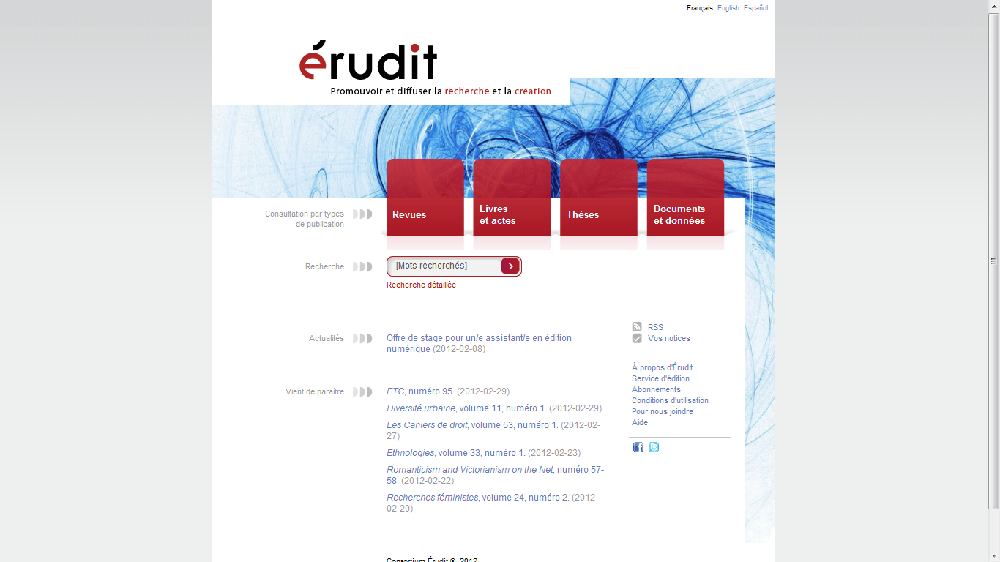 Français English Español
érudit
Promouvoir et diffuser la recherche et la création
Consultation par types
de publication
Revues
Livres
et actes
Thèses
Documents
et données
Recherche
[Mots recherchés]
Recherche détaillée
Actualités
Offre de stage pour un/e assistant/e en édition
numérique (2012-02-08)
RSS
Vos notices
À propos d'Érudit
Service d'édition
Abonnements
Conditions d'utilisation
Pour nous joindre
Aide
Vient de paraître
ETC, numéro 95. (2012-02-29)
Diversité urbaine, volume 11, numéro 1. (2012-02-29)
Les Cahiers de droit, volume 53, numéro 1. (2012-02-
27)
Ethnologies, volume 33, numéro 1. (2012-02-23)
Romanticism and Victorianism on the Net, numéro 57-
58. (2012-02-22)
Recherches féministes, volume 24, numéro 2. (2012-
02-20)
Consortium Érudit © 2012